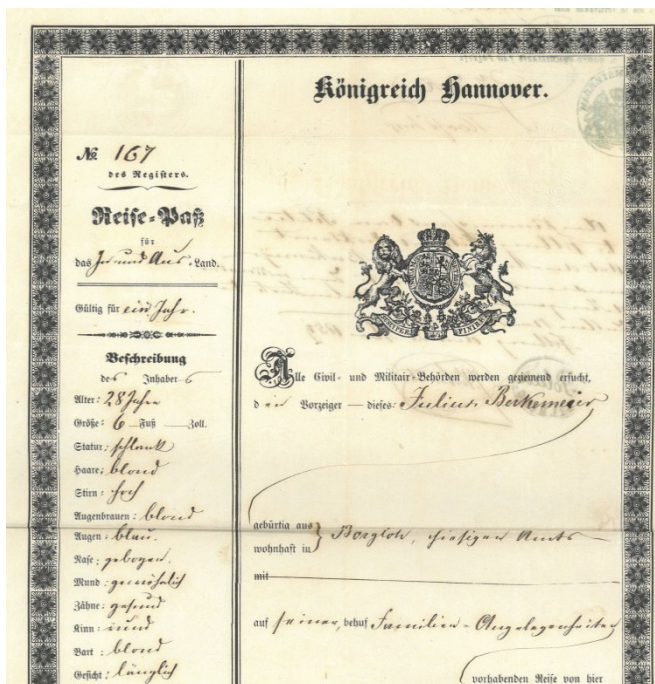 Königreich Hannover.
No 167
des Registers.
Reise-Paß
für
das In- und Aus-Land.
Gültig für ein Jahr.
Beschreibung
des Inhabers
Alter: 28 Jahre
Größe: 6 Fuß — Zoll.
Statur: schlank
Haare: blond
Stirn: hoch
Augenbrauen: blond
Augen: blau.
Nase: gebogen.
Mund: gewöhnlich
Zähne: gesund
Kinn: rund
Bart: blond
Gesicht: länglich
Alle Civil- und Militair-Behörden werden geziemend ersucht,
den Vorzeiger — dieses: Julius Berkemeier
gebürtig aus
wohnhaft in } Borgloh, hiesigen Amts
mit
auf seiner, behuf Familien-Angelegenheiten
vorhabenden Reise von hier